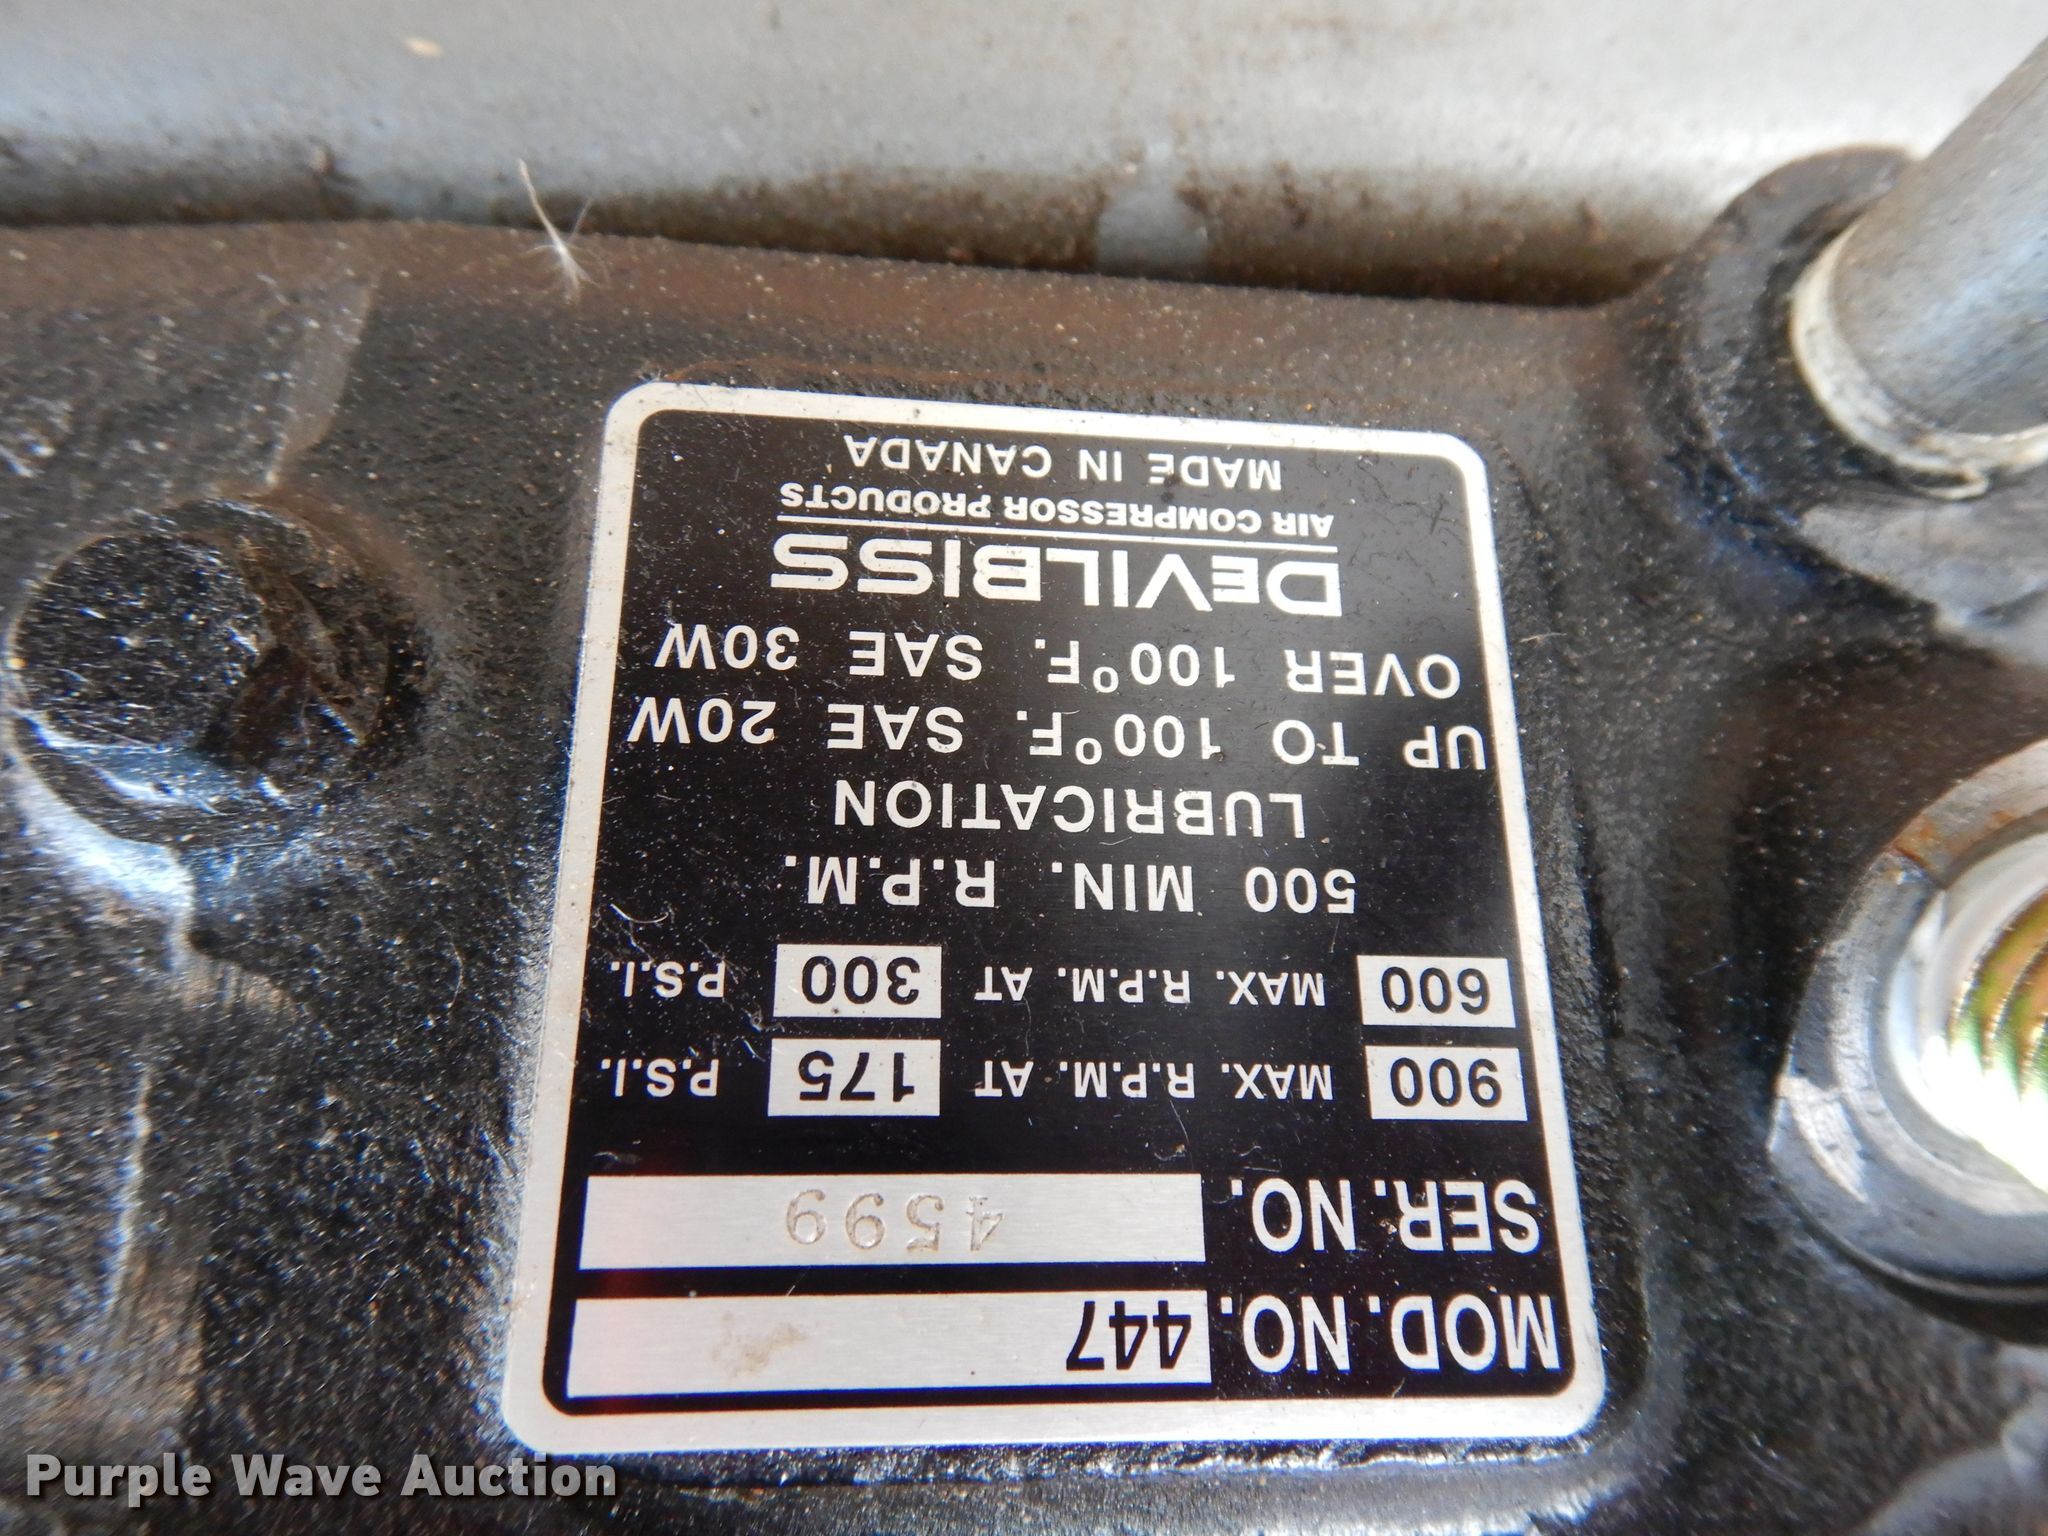 MOD. NO. 447
SER. NO. 4599
900 MAX. R.P.M. AT 175 P.S.I.
600 MAX. R.P.M. AT 300 P.S.I.
500 MIN. R.P.M.
LUBRICATION
UP TO 100°F. SAE 20W
OVER 100°F. SAE 30W
DEVILBISS
AIR COMPRESSOR PRODUCTS
MADE IN CANADA
Purple Wave Auction